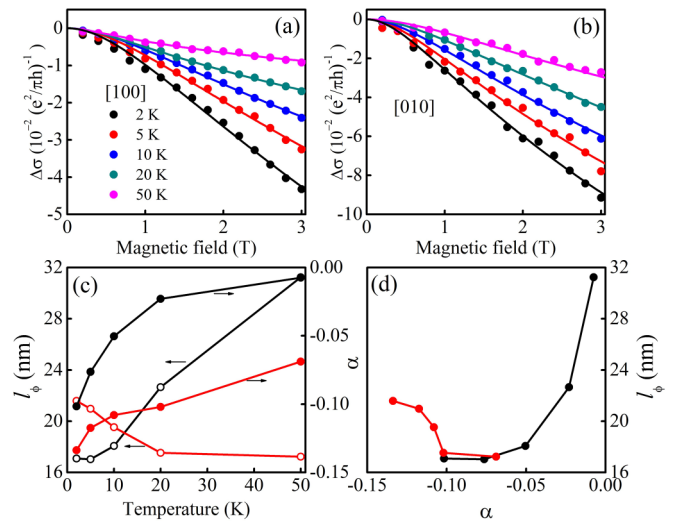 (a)
0
-1
-2
-3
-4
-5
Δσ (10⁻² (e²/πh)⁻¹)
[100]
2 K
5 K
10 K
20 K
50 K
0 1 2 3
Magnetic field (T)
(b)
0
-2
-4
-6
-8
-10
Δσ (10⁻² (e²/πh)⁻¹)
[010]
0 1 2 3
Magnetic field (T)
(c)
32
28
24
20
16
l_ϕ (nm)
0.00
-0.05
-0.10
-0.15
α
0 10 20 30 40 50
Temperature (K)
(d)
32
28
24
20
16
l_ϕ (nm)
-0.15 -0.10 -0.05 0.00
α